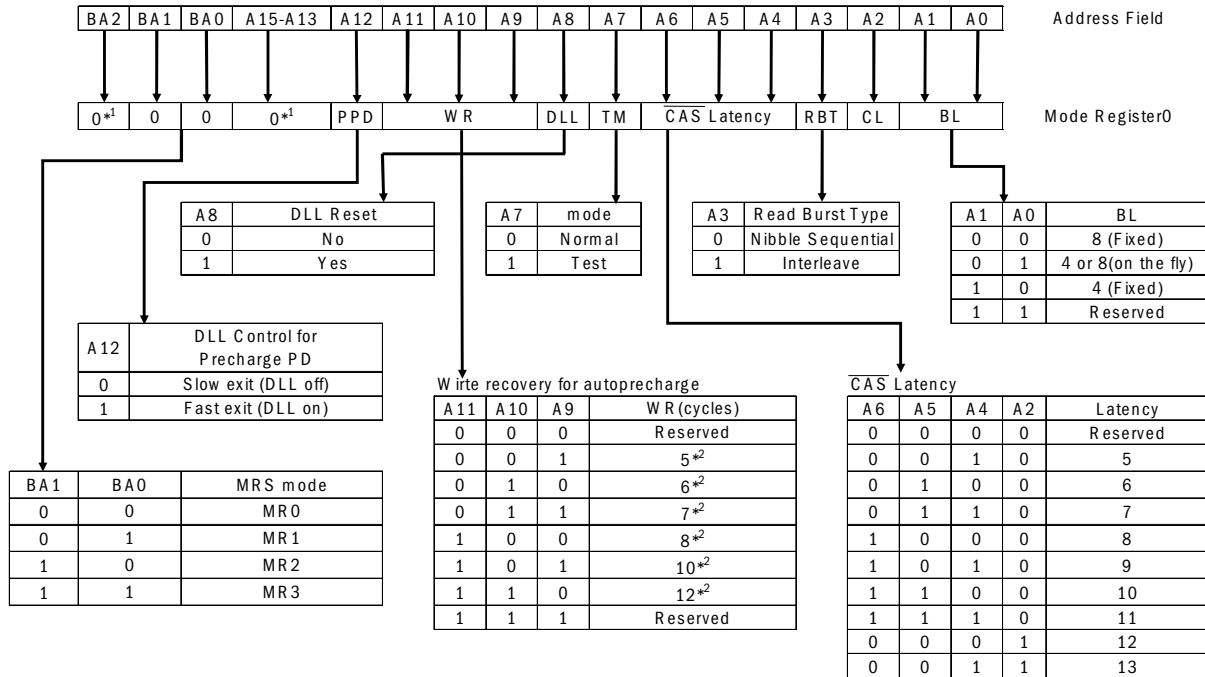 BA2 BA1 BA0 A15-A13 A12 A11 A10 A9 A8 A7 A6 A5 A4 A3 A2 A1 A0 Address Field
0*1 0 0 0*1 PPD WR DLL TM CAS Latency RBT CL BL Mode Register0
A8 DLL Reset
0 No
1 Yes
A7 mode
0 Normal
1 Test
A3 Read Burst Type
0 Nibble Sequential
1 Interleave
A1 A0 BL
0 0 8 (Fixed)
0 1 4 or 8(on the fly)
1 0 4 (Fixed)
1 1 Reserved
A12 DLL Control for
Precharge PD
0 Slow exit (DLL off)
1 Fast exit (DLL on)
Wirte recovery for autoprecharge
A11 A10 A9 WR(cycles)
0 0 0 Reserved
0 0 1 5*2
0 1 0 6*2
0 1 1 7*2
1 0 0 8*2
1 0 1 10*2
1 1 0 12*2
1 1 1 Reserved
CAS Latency
A6 A5 A4 A2 Latency
0 0 0 0 Reserved
0 0 1 0 5
0 1 0 0 6
0 1 1 0 7
1 0 0 0 8
1 0 1 0 9
1 1 0 0 10
1 1 1 0 11
0 0 0 1 12
0 0 1 1 13
BA1 BA0 MRS mode
0 0 MR0
0 1 MR1
1 0 MR2
1 1 MR3